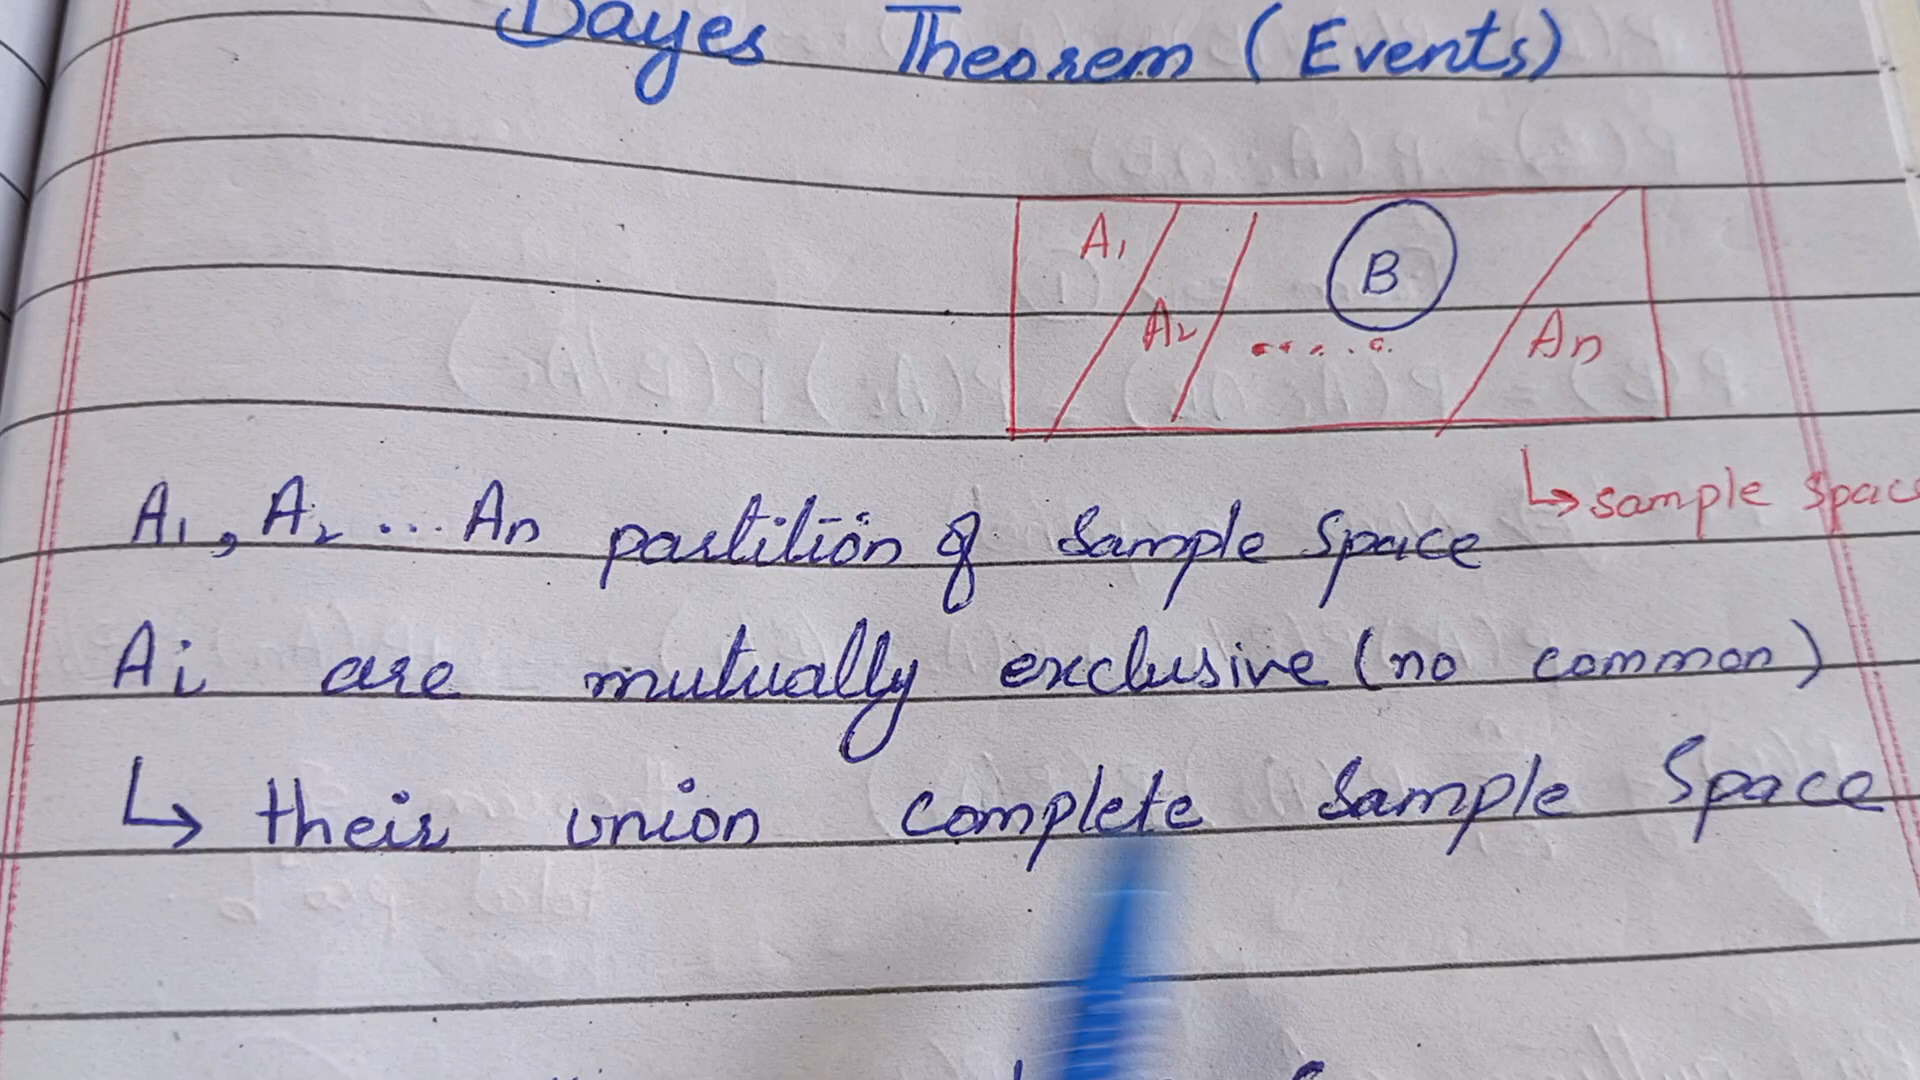 Bayes Theorem (Events)
A1 B
A2 ..... An
↳ sample space
A1, A2 ... An partition of Sample Space
Ai are mutually exclusive (no common)
↳ their union complete Sample Space